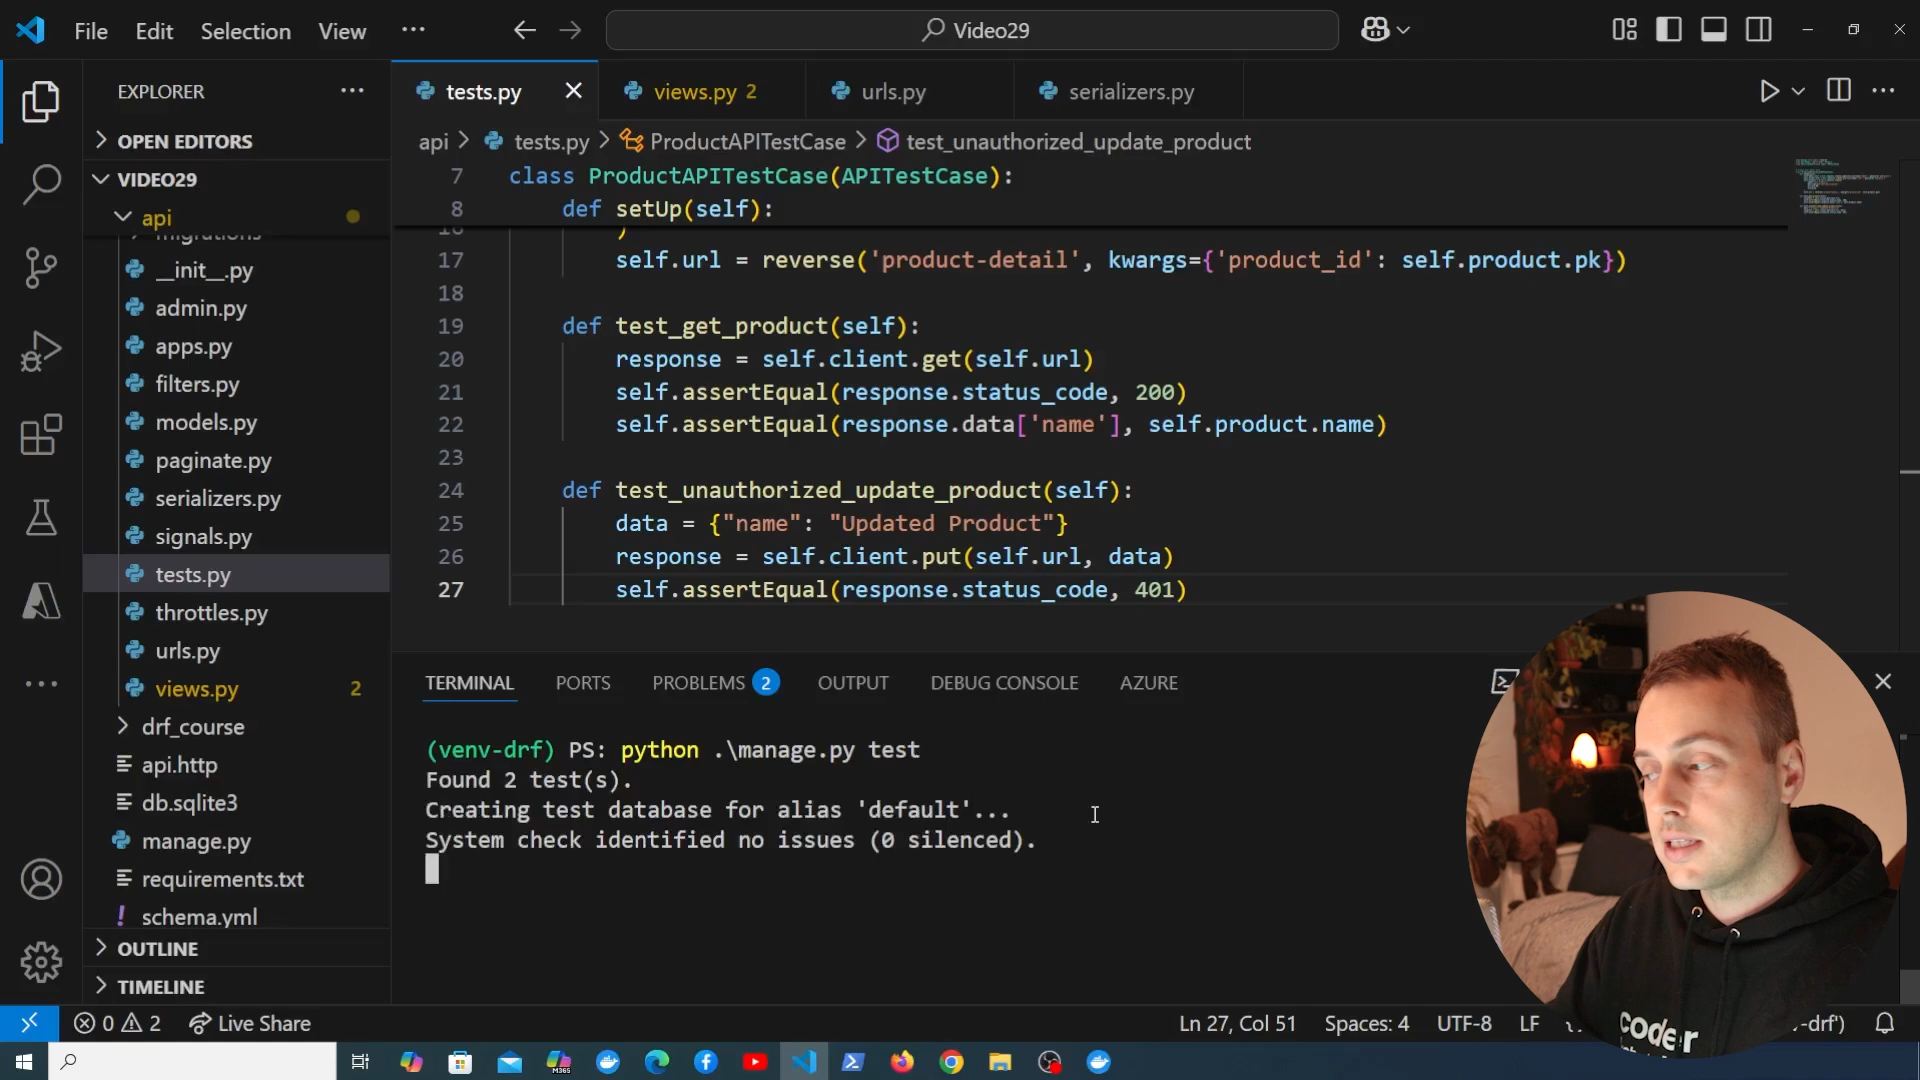 File Edit Selection View ···
Video29
EXPLORER
OPEN EDITORS
VIDEO29
api
migrations
__init__.py
admin.py
apps.py
filters.py
models.py
paginate.py
serializers.py
signals.py
tests.py
throttles.py
urls.py
views.py 2
drf_course
api.http
db.sqlite3
manage.py
requirements.txt
schema.yml
OUTLINE
TIMELINE
tests.py
views.py 2
urls.py
serializers.py
api > tests.py > ProductAPITestCase > test_unauthorized_update_product
7 class ProductAPITestCase(APITestCase):
8 def setUp(self):
16 )
17 self.url = reverse('product-detail', kwargs={'product_id': self.product.pk})
18
19 def test_get_product(self):
20 response = self.client.get(self.url)
21 self.assertEqual(response.status_code, 200)
22 self.assertEqual(response.data['name'], self.product.name)
23
24 def test_unauthorized_update_product(self):
25 data = {"name": "Updated Product"}
26 response = self.client.put(self.url, data)
27 self.assertEqual(response.status_code, 401)
TERMINAL PORTS PROBLEMS 2 OUTPUT DEBUG CONSOLE AZURE
(venv-drf) PS: python .\manage.py test
Found 2 test(s).
Creating test database for alias 'default'...
System check identified no issues (0 silenced).
0 2 Live Share
Ln 27, Col 51 Spaces: 4 UTF-8 LF
-drf')
coder
M365